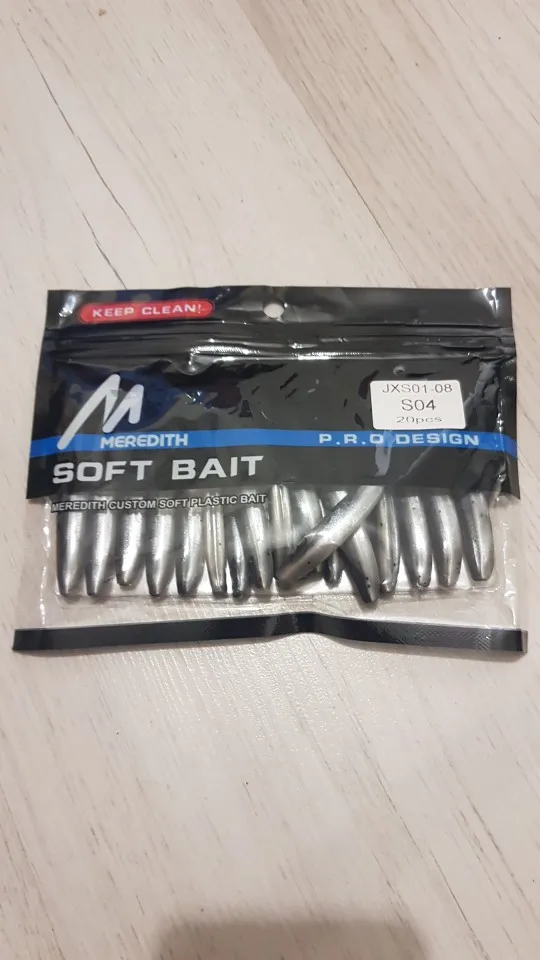 KEEP CLEAN!
JXS01-08
S04
20pcs
MEREDITH
P.R.O DESIGN
SOFT BAIT
MEREDITH CUSTOM SOFT PLASTIC BAIT